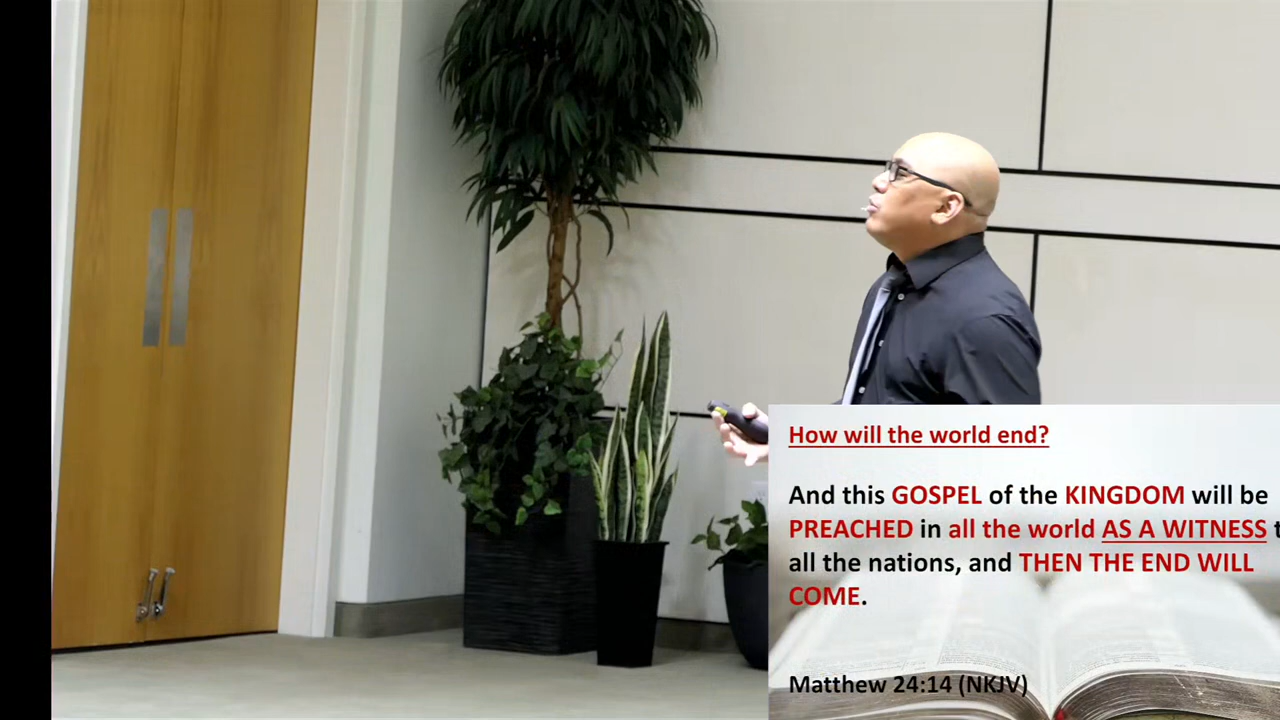 How will the world end?
And this GOSPEL of the KINGDOM will be
PREACHED in all the world AS A WITNESS t
all the nations, and THEN THE END WILL
COME.
Matthew 24:14 (NKJV)